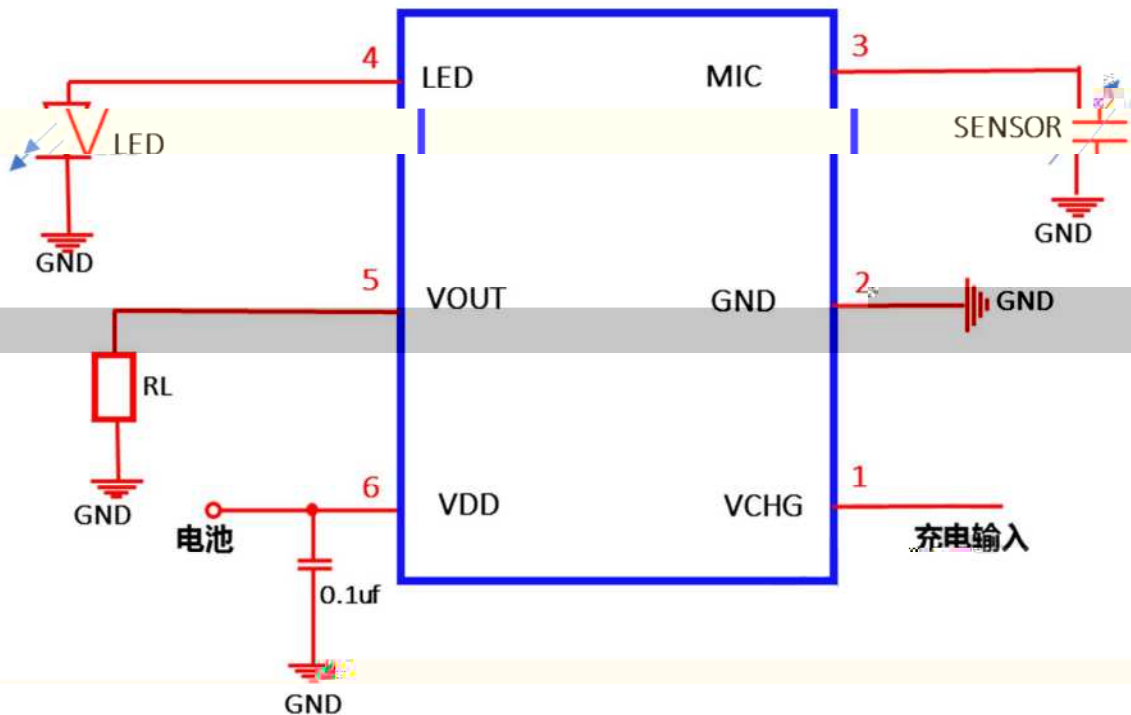 4
LED
MIC
3
LED
SENSOR
GND
GND
5
VOUT
GND
2
GND
RL
GND
6
VDD
VCHG
1
电池
充电输入
0.1uf
GND